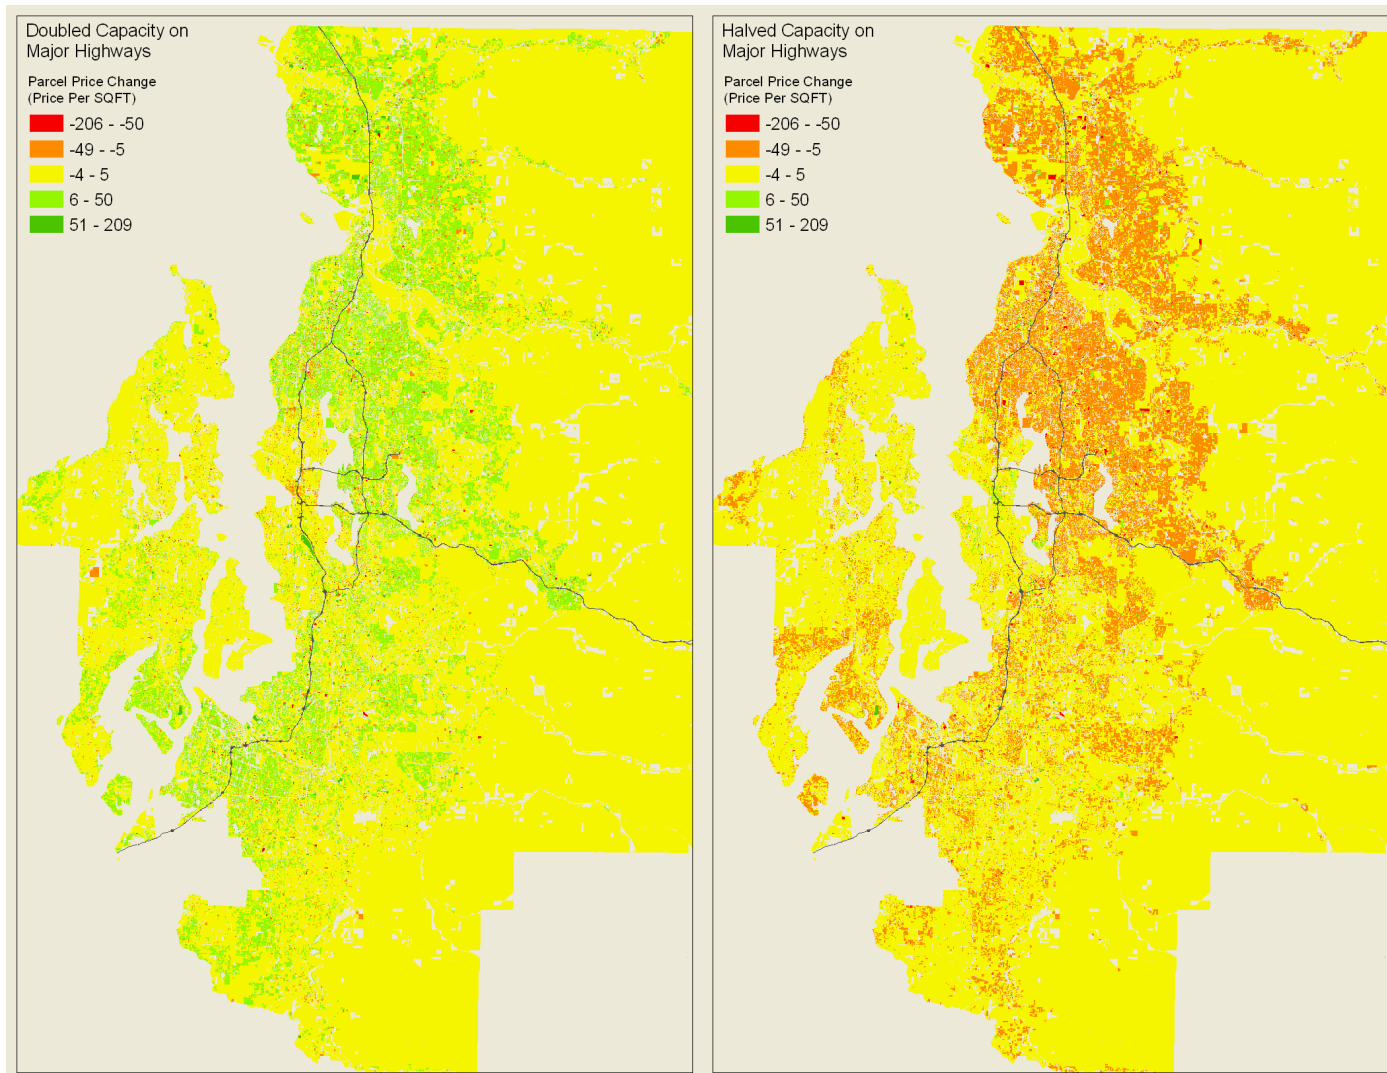 Doubled Capacity on
Major Highways
Parcel Price Change
(Price Per SQFT)
-206 - -50
-49 - -5
-4 - 5
6 - 50
51 - 209
Halved Capacity on
Major Highways
Parcel Price Change
(Price Per SQFT)
-206 - -50
-49 - -5
-4 - 5
6 - 50
51 - 209